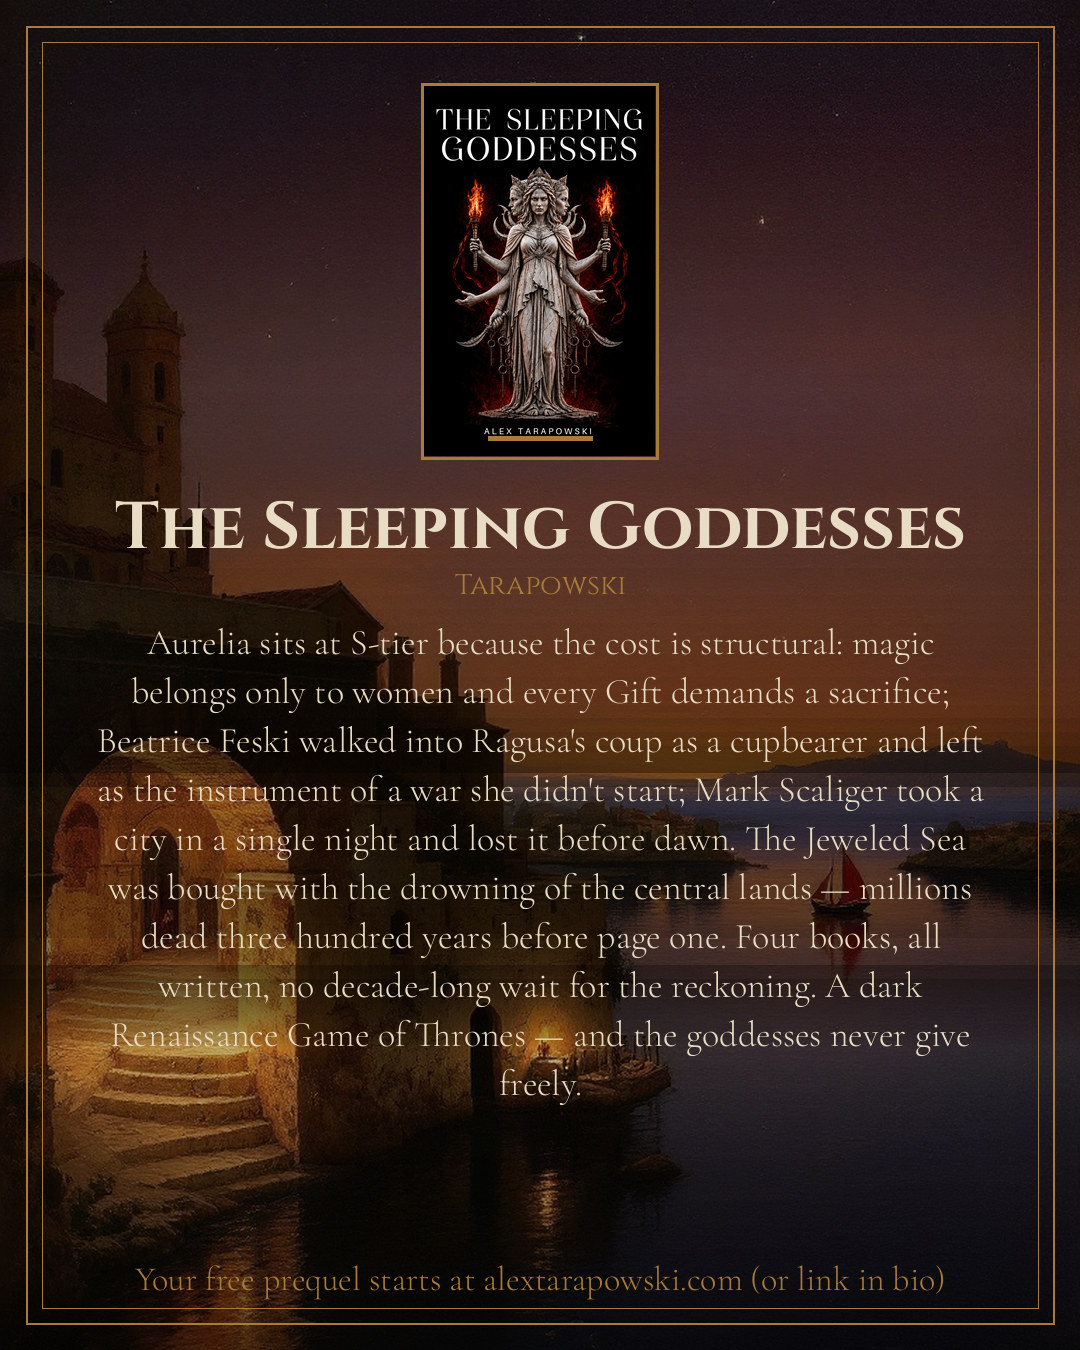 THE SLEEPING
GODDESSES
ALEX TARAPOWSKI
The Sleeping Goddesses
Tarapowski
Aurelia sits at S-tier because the cost is structural: magic
belongs only to women and every Gift demands a sacrifice;
Beatrice Feski walked into Ragusa's coup as a cupbearer and left
as the instrument of a war she didn't start; Mark Scaliger took a
city in a single night and lost it before dawn. The Jeweled Sea
was bought with the drowning of the central lands — millions
dead three hundred years before page one. Four books, all
written, no decade-long wait for the reckoning. A dark
Renaissance Game of Thrones — and the goddesses never give
freely.
Your free prequel starts at alextarapowski.com (or link in bio)